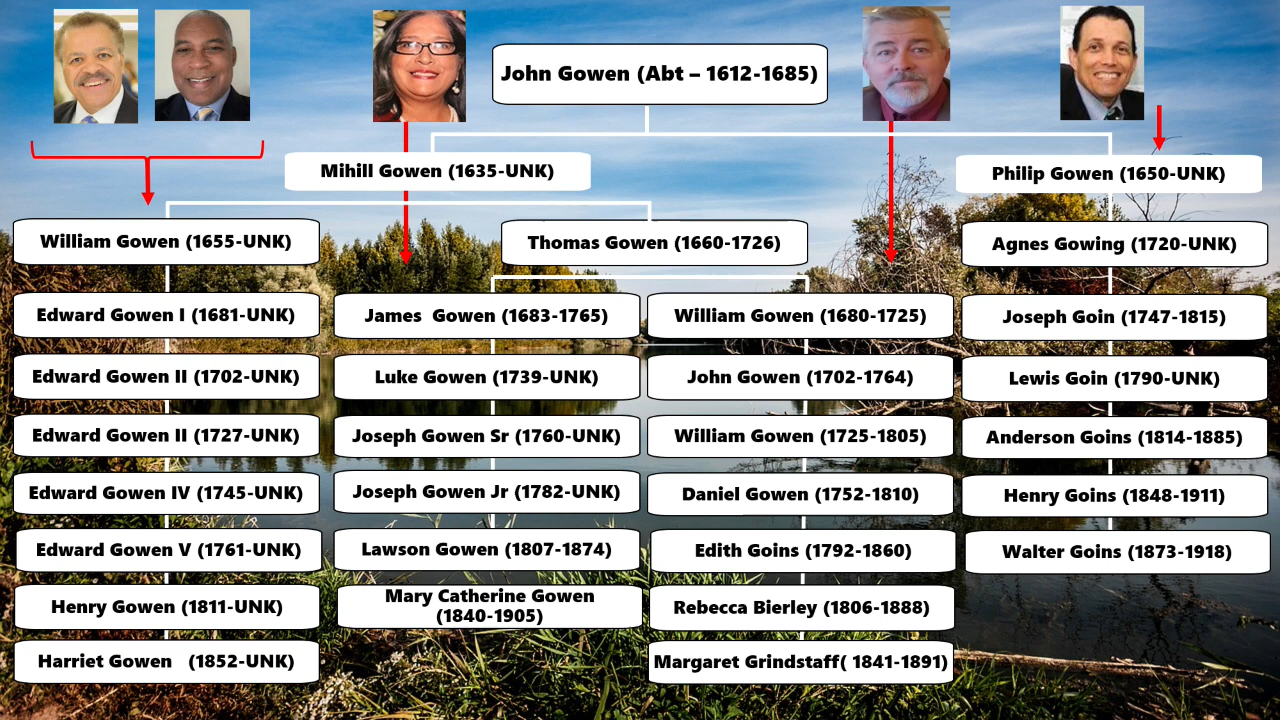 John Gowen (Abt – 1612-1685)
Mihill Gowen (1635-UNK)
Philip Gowen (1650-UNK)
William Gowen (1655-UNK)
Thomas Gowen (1660-1726)
Agnes Gowing (1720-UNK)
Edward Gowen I (1681-UNK)
James  Gowen (1683-1765)
William Gowen (1680-1725)
Joseph Goin (1747-1815)
Edward Gowen II (1702-UNK)
Luke Gowen (1739-UNK)
John Gowen (1702-1764)
Lewis Goin (1790-UNK)
Edward Gowen II (1727-UNK)
Joseph Gowen Sr (1760-UNK)
William Gowen (1725-1805)
Anderson Goins (1814-1885)
Edward Gowen IV (1745-UNK)
Joseph Gowen Jr (1782-UNK)
Daniel Gowen (1752-1810)
Henry Goins (1848-1911)
Edward Gowen V (1761-UNK)
Lawson Gowen (1807-1874)
Edith Goins (1792-1860)
Walter Goins (1873-1918)
Henry Gowen (1811-UNK)
Mary Catherine Gowen
(1840-1905)
Rebecca Bierley (1806-1888)
Harriet Gowen   (1852-UNK)
Margaret Grindstaff( 1841-1891)